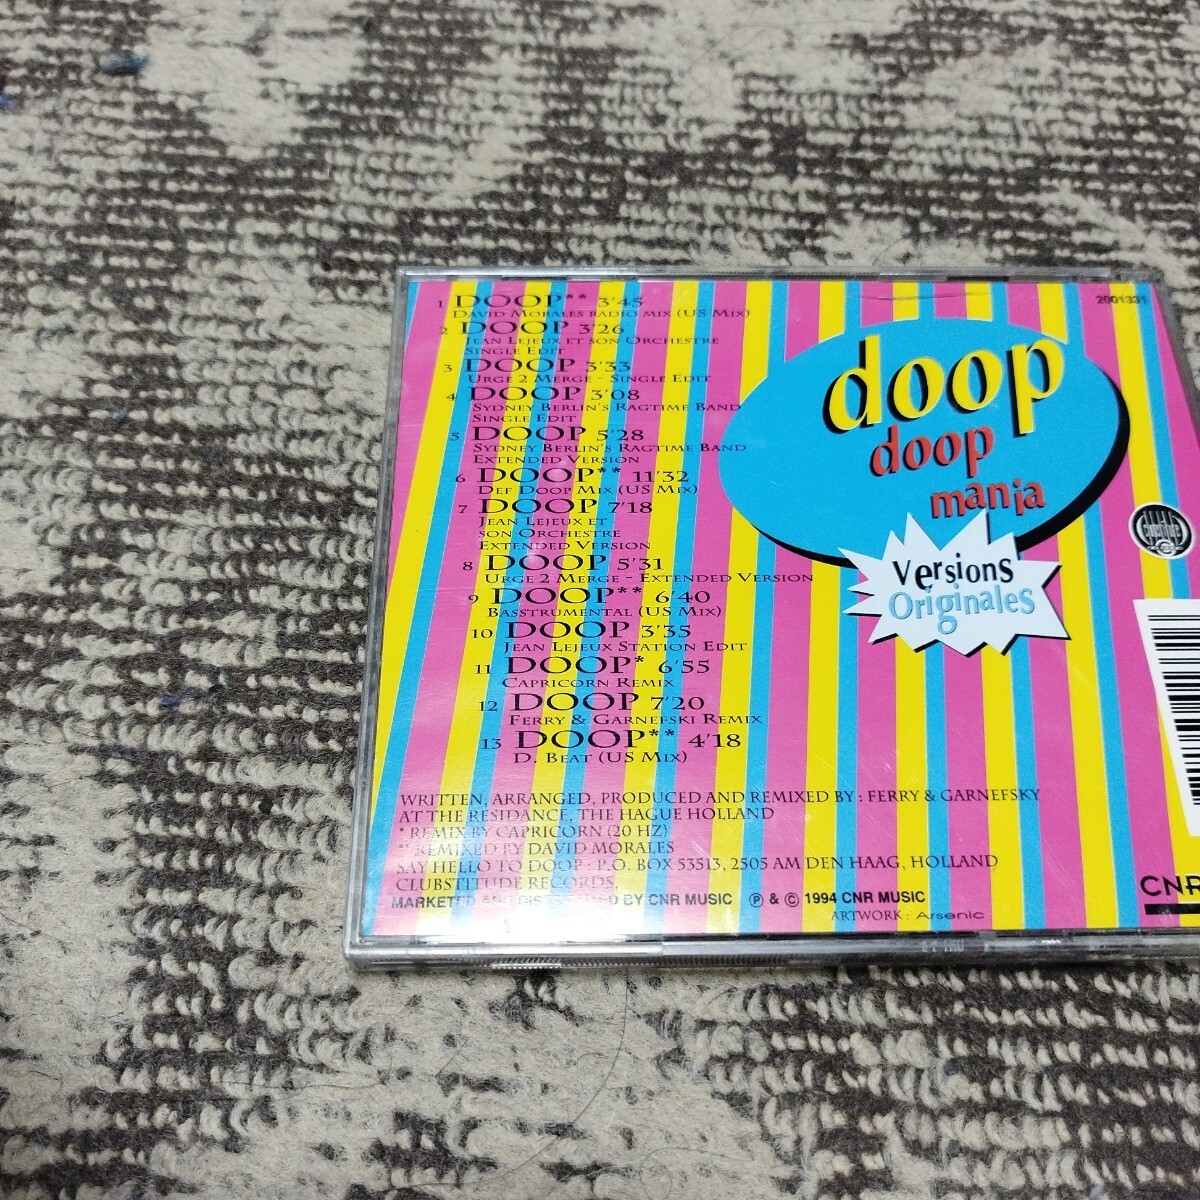 1 DOOP** 3'45
DAVID MORALES RADIO MIX (US MIX)
2 DOOP 3'26
JEAN LEJEUX ET SON ORCHESTRE
SINGLE EDIT
3 DOOP 3'33
URGE 2 MERGE - SINGLE EDIT
4 DOOP 3'08
SYDNEY BERLIN'S RAGTIME BAND
SINGLE EDIT
5 DOOP 5'28
SYDNEY BERLIN'S RAGTIME BAND
EXTENDED VERSION
6 DOOP** 11'32
DEF DOOP MIX (US MIX)
7 DOOP 7'18
JEAN LEJEUX ET
SON ORCHESTRE
EXTENDED VERSION
8 DOOP 5'31
URGE 2 MERGE - EXTENDED VERSION
9 DOOP** 6'40
BASSTRUMENTAL (US MIX)
10 DOOP 3'35
JEAN LEJEUX STATION EDIT
11 DOOP* 6'55
CAPRICORN REMIX
12 DOOP 7'20
FERRY & GARNEFSKI REMIX
13 DOOP** 4'18
D. BEAT (US MIX)
2001331
doop
doop
mania
Versions
Originales
WRITTEN, ARRANGED, PRODUCED AND REMIXED BY : FERRY & GARNEFSKY
AT THE RESIDANCE, THE HAGUE HOLLAND
* REMIX BY CAPRICORN (20 HZ)
** REMIXED BY DAVID MORALES
SAY HELLO TO DOOP : P.O. BOX 53513, 2505 AM DEN HAAG, HOLLAND
CLUBSTITUDE RECORDS,
MARKETED AND DISTRIBUTED BY CNR MUSIC ℗ & © 1994 CNR MUSIC
ARTWORK : Arsenic
CNR